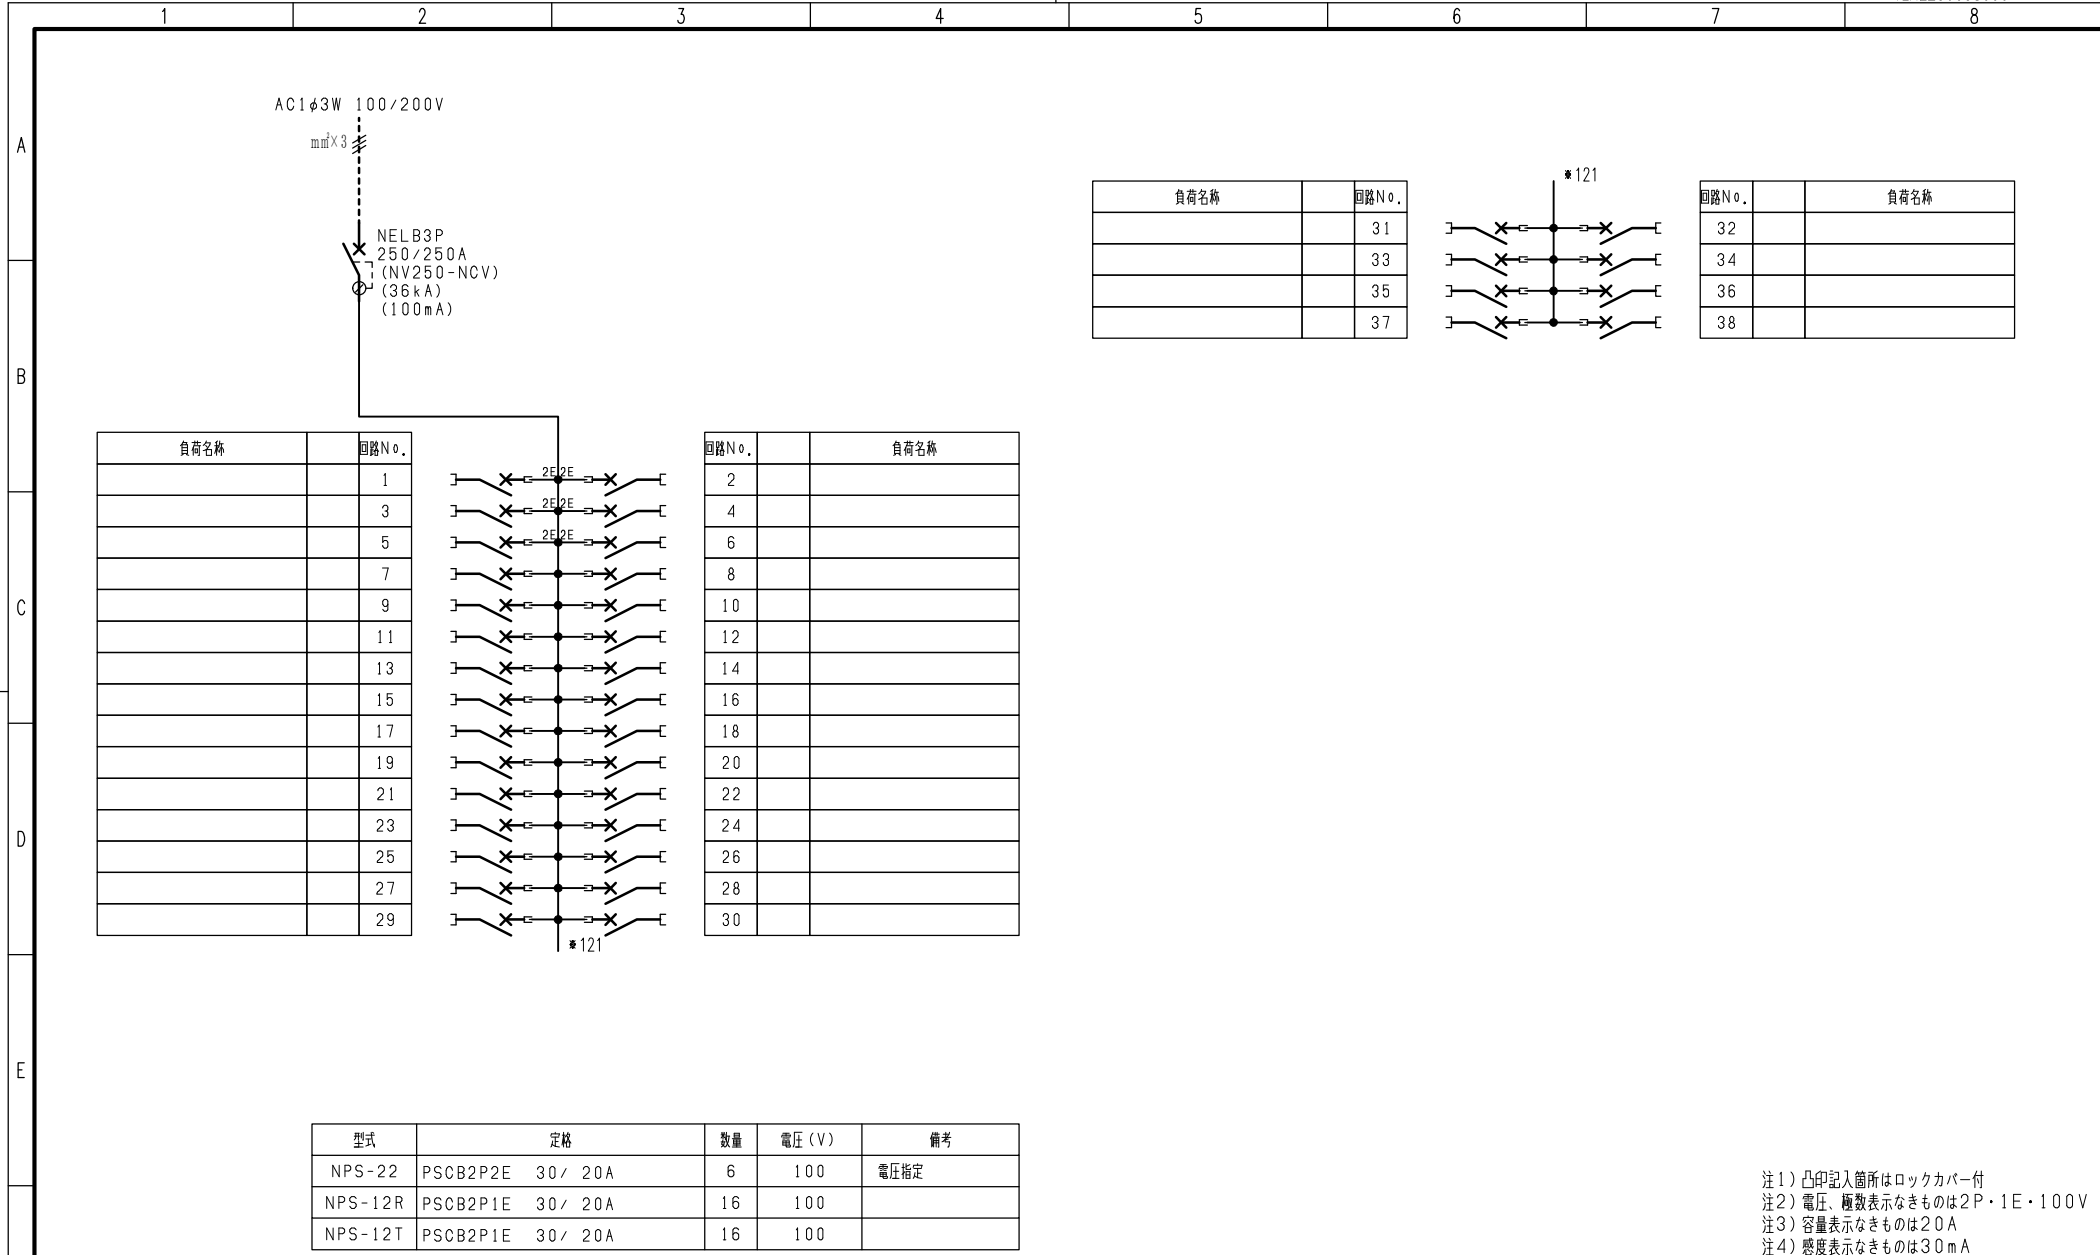 1 2 3 4 5 6 7 8
A
B
C
D
E
AC1φ3W 100/200V
mm²×3
NELB3P
250/250A
(NV250-NCV)
(36kA)
(100mA)
負荷名称 回路No. 回路No. 負荷名称
1 2E 2E 2
3 2E 2E 4
5 2E 2E 6
7 8
9 10
11 12
13 14
15 16
17 18
19 20
21 22
23 24
25 26
27 28
29 30
*121
*121
負荷名称 回路No. 回路No. 負荷名称
31 32
33 34
35 36
37 38
型式 定格 数量 電圧(V) 備考
NPS-22 PSCB2P2E 30/ 20A 6 100 電圧指定
NPS-12R PSCB2P1E 30/ 20A 16 100
NPS-12T PSCB2P1E 30/ 20A 16 100
注1)凸印記入箇所はロックカバー付
注2)電圧、極数表示なきものは2P・1E・100V
注3)容量表示なきものは20A
注4)感度表示なきものは30mA